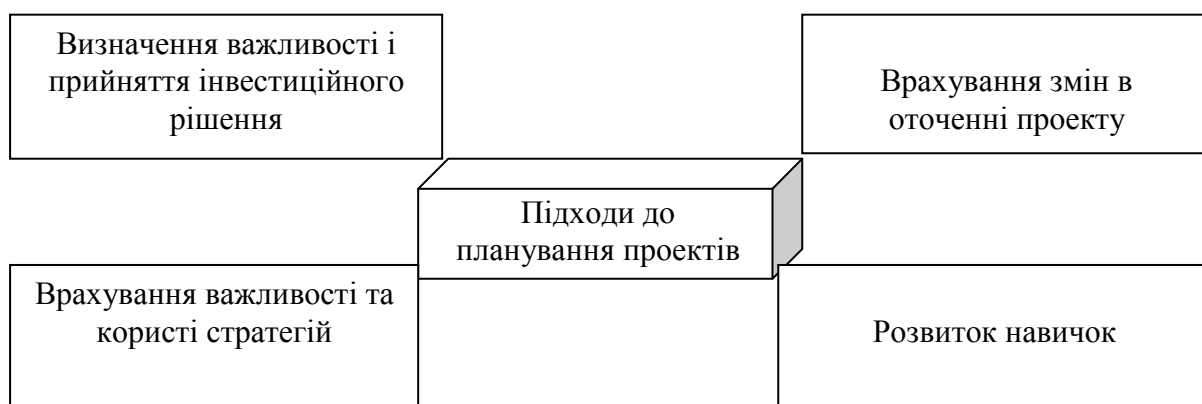 Визначення важливості і
прийняття інвестиційного
рішення
Врахування змін в
оточенні проекту
Підходи до
планування проектів
Врахування важливості та
користі стратегій
Розвиток навичок